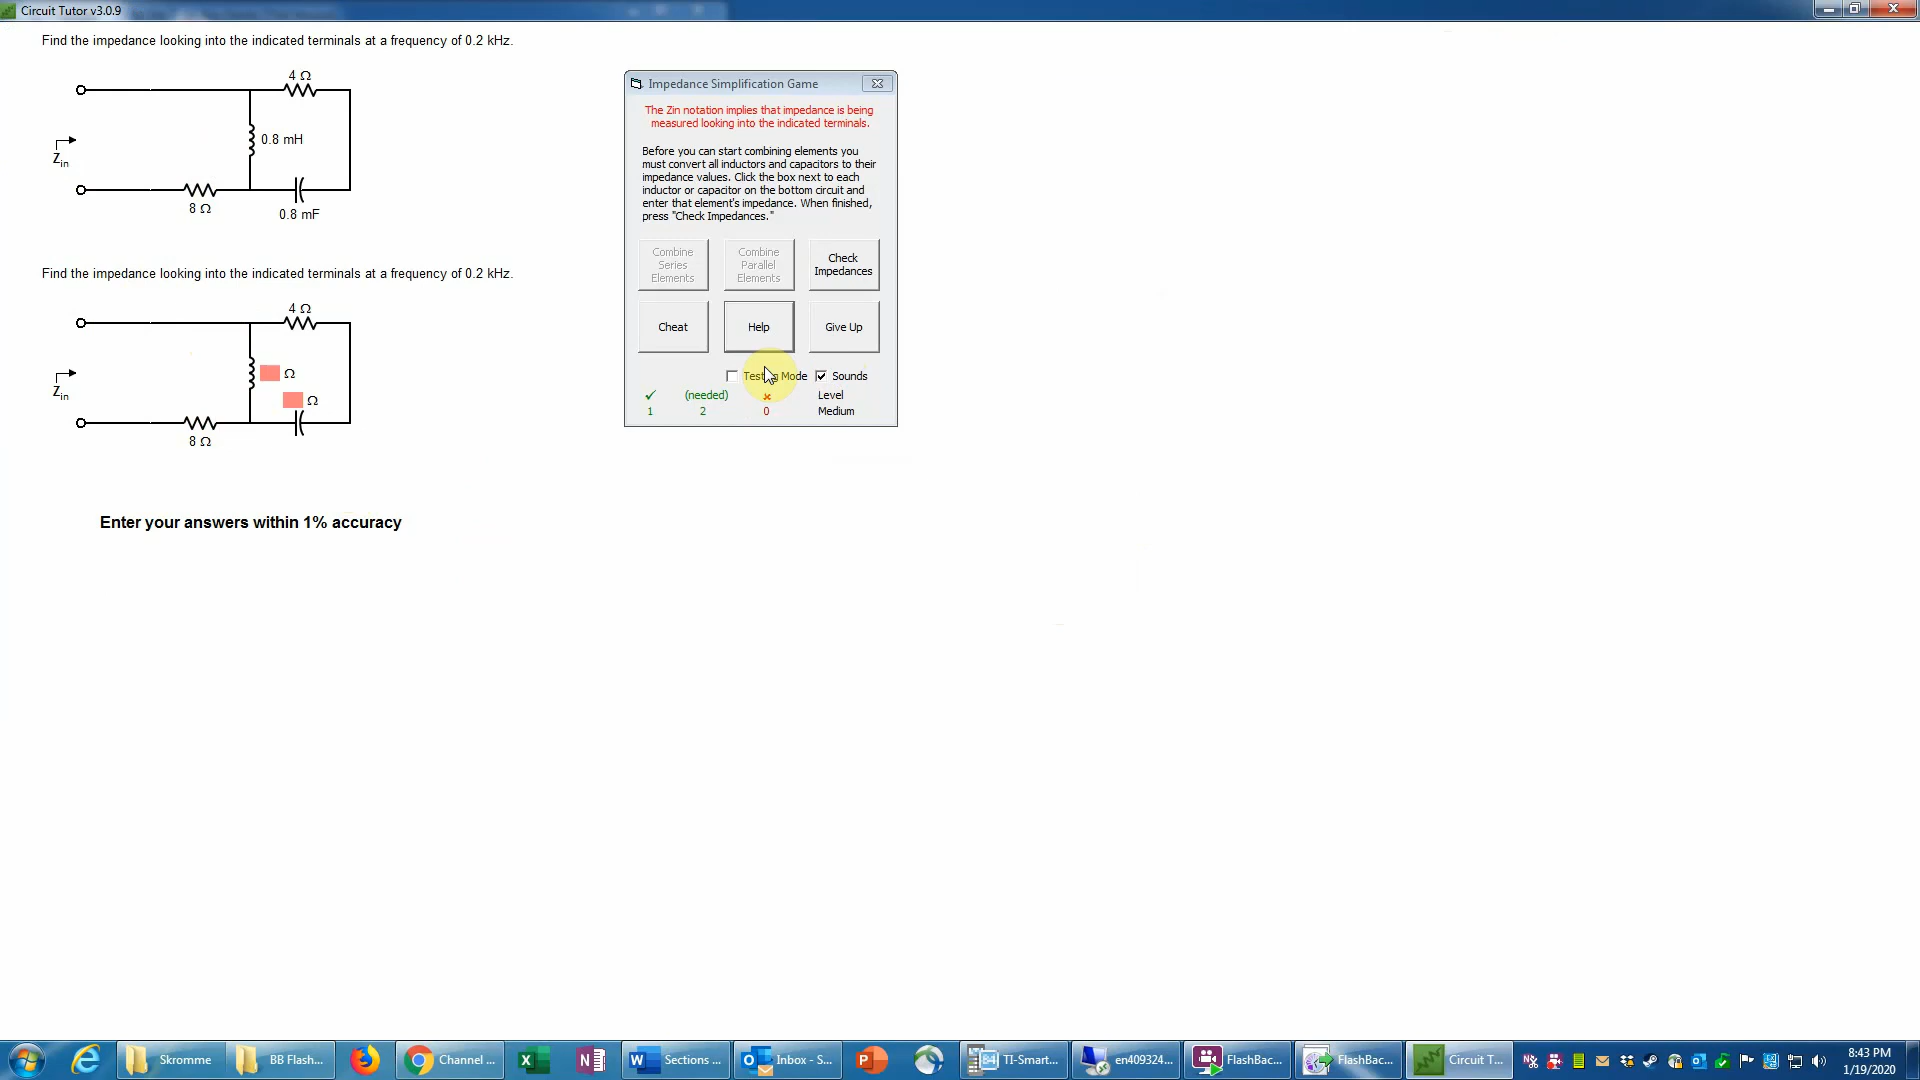 Circuit Tutor v3.0.9
Find the impedance looking into the indicated terminals at a frequency of 0.2 kHz.
4 Ω
0.8 mH
Zin
8 Ω
0.8 mF
Find the impedance looking into the indicated terminals at a frequency of 0.2 kHz.
4 Ω
Ω
Zin
Ω
8 Ω
Enter your answers within 1% accuracy
Impedance Simplification Game
The Zin notation implies that impedance is being
measured looking into the indicated terminals.
Before you can start combining elements you
must convert all inductors and capacitors to their
impedance values. Click the box next to each
inductor or capacitor on the bottom circuit and
enter that element's impedance. When finished,
press "Check Impedances."
Combine
Series
Elements
Combine
Parallel
Elements
Check
Impedances
Cheat
Help
Give Up
Testing Mode
Sounds
✓ (needed) × Level
1 2 0 Medium
Skromme
BB Flash...
Channel ...
Sections ...
Inbox - S...
TI-Smart...
en409324...
FlashBac...
FlashBac...
Circuit T...
8:43 PM
1/19/2020